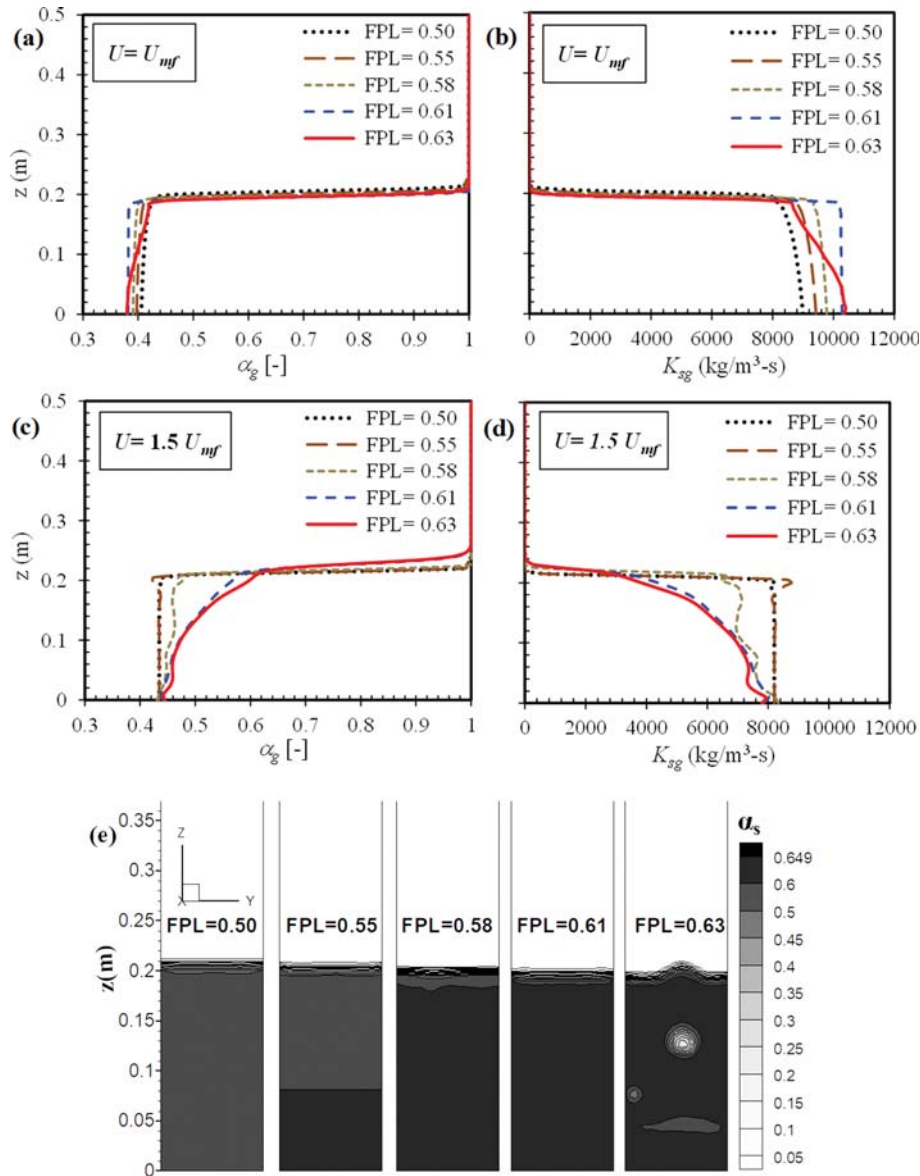 (a)
U= Umf
FPL= 0.50
FPL= 0.55
FPL= 0.58
FPL= 0.61
FPL= 0.63
z (m)
0.5
0.4
0.3
0.2
0.1
0
0.3 0.4 0.5 0.6 0.7 0.8 0.9 1
αg [-]
(b)
U= Umf
FPL= 0.50
FPL= 0.55
FPL= 0.58
FPL= 0.61
FPL= 0.63
0 2000 4000 6000 8000 10000 12000
Ksg (kg/m³-s)
(c)
U= 1.5 Umf
FPL= 0.50
FPL= 0.55
FPL= 0.58
FPL= 0.61
FPL= 0.63
z (m)
0.5
0.4
0.3
0.2
0.1
0
0.3 0.4 0.5 0.6 0.7 0.8 0.9 1
αg [-]
(d)
U= 1.5 Umf
FPL= 0.50
FPL= 0.55
FPL= 0.58
FPL= 0.61
FPL= 0.63
0 2000 4000 6000 8000 10000 12000
Ksg (kg/m³-s)
(e)
z(m)
0.35
0.3
0.25
0.2
0.15
0.1
0.05
0
Z
X Y
FPL=0.50 FPL=0.55 FPL=0.58 FPL=0.61 FPL=0.63
αs
0.649
0.6
0.5
0.45
0.4
0.35
0.3
0.25
0.2
0.15
0.1
0.05